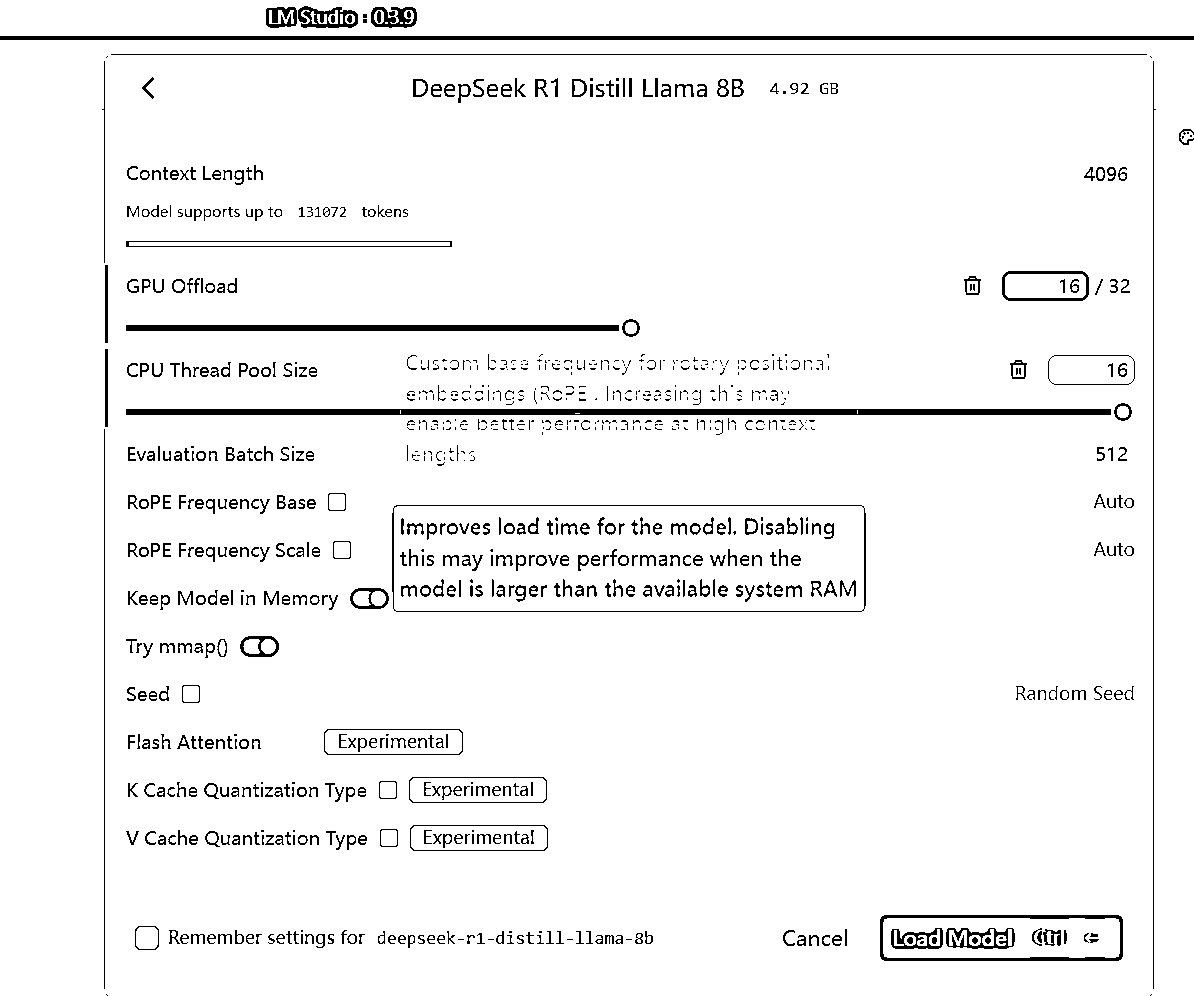 LM Studio : 0.3.9
DeepSeek R1 Distill Llama 8B 4.92 GB
Context Length 4096
Model supports up to 131072 tokens
GPU Offload 16 / 32
CPU Thread Pool Size 16
Custom base frequency for rotary positional
embeddings (RoPE . Increasing this may
enable better performance at high context
lengths
Evaluation Batch Size 512
RoPE Frequency Base Auto
RoPE Frequency Scale Auto
Improves load time for the model. Disabling
this may improve performance when the
model is larger than the available system RAM
Keep Model in Memory
Try mmap()
Seed Random Seed
Flash Attention Experimental
K Cache Quantization Type Experimental
V Cache Quantization Type Experimental
Remember settings for deepseek-r1-distill-llama-8b Cancel Load Model Ctrl